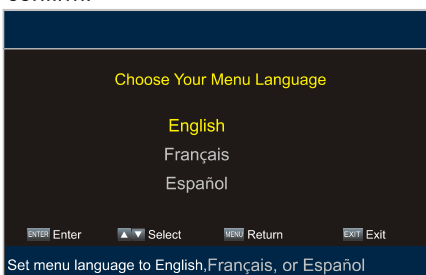 Choose Your Menu Language
English
Français
Español
ENTER Enter ▲ ▼ Select MENU Return EXIT Exit
Set menu language to English,Français, or Español